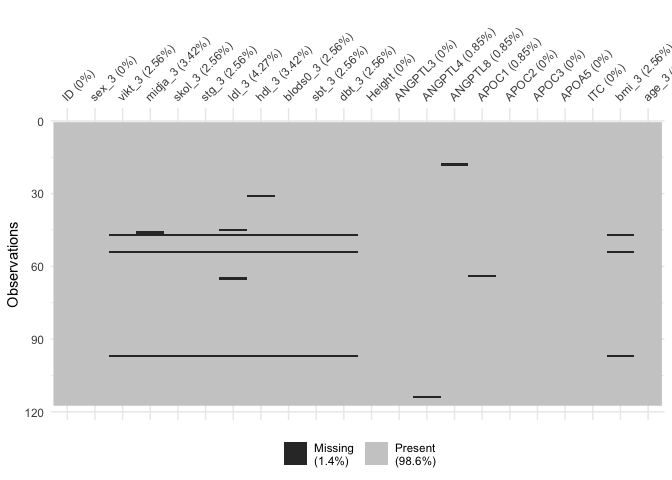 ID (0%)
sex_3 (0%)
vikt_3 (2.56%)
midja_3 (3.42%)
skol_3 (2.56%)
stg_3 (2.56%)
ldl_3 (4.27%)
hdl_3 (3.42%)
blods0_3 (2.56%)
sbt_3 (2.56%)
dbt_3 (2.56%)
Height (0%)
ANGPTL3 (0%)
ANGPTL4 (0.85%)
ANGPTL8 (0.85%)
APOC1 (0.85%)
APOC2 (0%)
APOC3 (0%)
APOA5 (0%)
ITC (0%)
bmi_3 (2.56%
age_3
0
30
60
90
120
Observations
Missing
(1.4%)
Present
(98.6%)